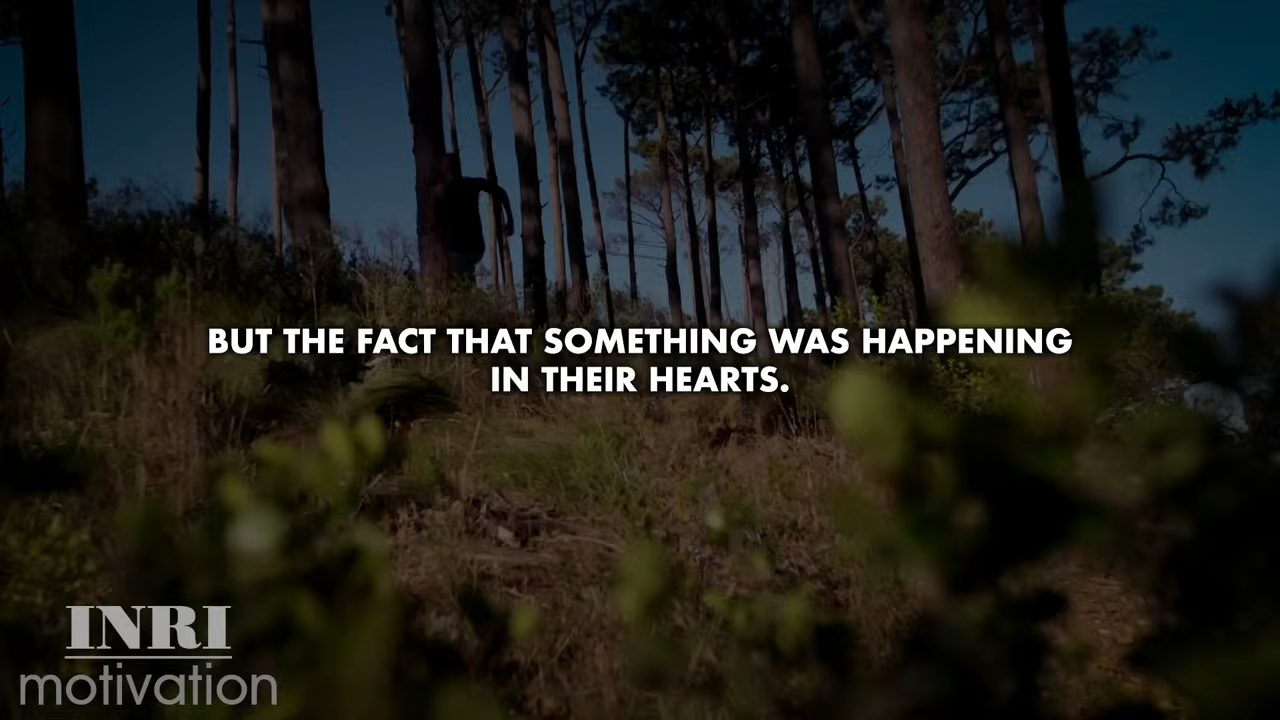 BUT THE FACT THAT SOMETHING WAS HAPPENING
IN THEIR HEARTS.
INRI
motivation